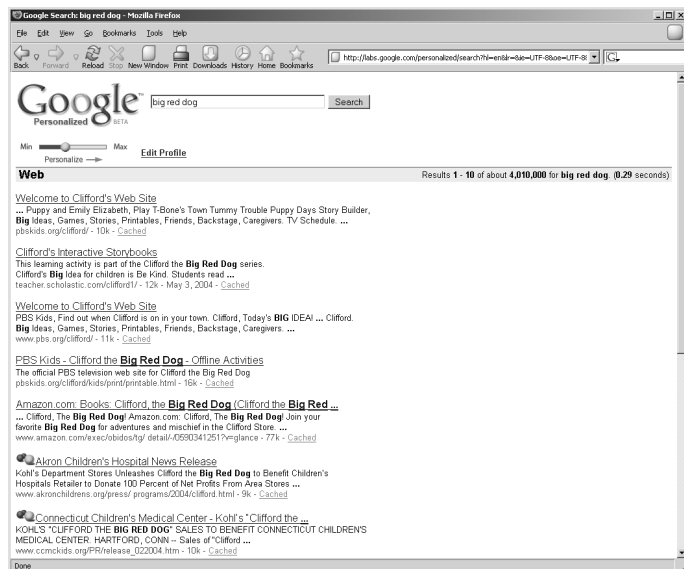 Google Search: big red dog - Mozilla Firefox
File Edit View Go Bookmarks Tools Help
Back Forward Reload Stop New Window Print Downloads History Home Bookmarks
http://labs.google.com/personalized/search?hl=en&lr=&ie=UTF-8&oe=UTF-8&
G
Google™
Personalized BETA
big red dog
Search
Min Max
Personalize
Edit Profile
Web Results 1 - 10 of about 4,010,000 for big red dog. (0.29 seconds)
Welcome to Clifford's Web Site
... Puppy and Emily Elizabeth, Play T-Bone's Town Tummy Trouble Puppy Days Story Builder,
Big Ideas, Games, Stories, Printables, Friends, Backstage, Caregivers. TV Schedule. ...
pbskids.org/clifford/ - 10k - Cached
Clifford's Interactive Storybooks
This learning activity is part of the Clifford the Big Red Dog series.
Clifford's Big Idea for children is Be Kind. Students read ...
teacher.scholastic.com/clifford1/ - 12k - May 3, 2004 - Cached
Welcome to Clifford's Web Site
PBS Kids, Find out when Clifford is on in your town. Clifford, Today's BIG IDEA! ... Clifford.
Big Ideas, Games, Stories, Printables, Friends, Backstage, Caregivers. ...
www.pbs.org/clifford/ - 11k - Cached
PBS Kids - Clifford the Big Red Dog - Offline Activities
The official PBS television web site for Clifford the Big Red Dog
pbskids.org/clifford/kids/print/printable.html - 16k - Cached
Amazon.com: Books: Clifford, the Big Red Dog (Clifford the Big Red ...
... Clifford, The Big Red Dog! Amazon.com: Clifford, The Big Red Dog! Join your
favorite Big Red Dog for adventures and mischief in the Clifford Store. ...
www.amazon.com/exec/obidos/tg/ detail/-/0590341251?v=glance - 77k - Cached
Akron Children's Hospital News Release
Kohl's Department Stores Unleashes Clifford the Big Red Dog to Benefit Children's
Hospitals Retailer to Donate 100 Percent of Net Profits From Area Stores ...
www.akronchildrens.org/press/ programs/2004/clifford.html - 9k - Cached
Connecticut Children's Medical Center - Kohl's "Clifford the ...
KOHL'S "CLIFFORD THE BIG RED DOG" SALES TO BENEFIT CONNECTICUT CHILDREN'S
MEDICAL CENTER. HARTFORD, CONN -- Sales of "Clifford ...
www.ccmckids.org/PR/release_022004.htm - 10k - Cached
Done